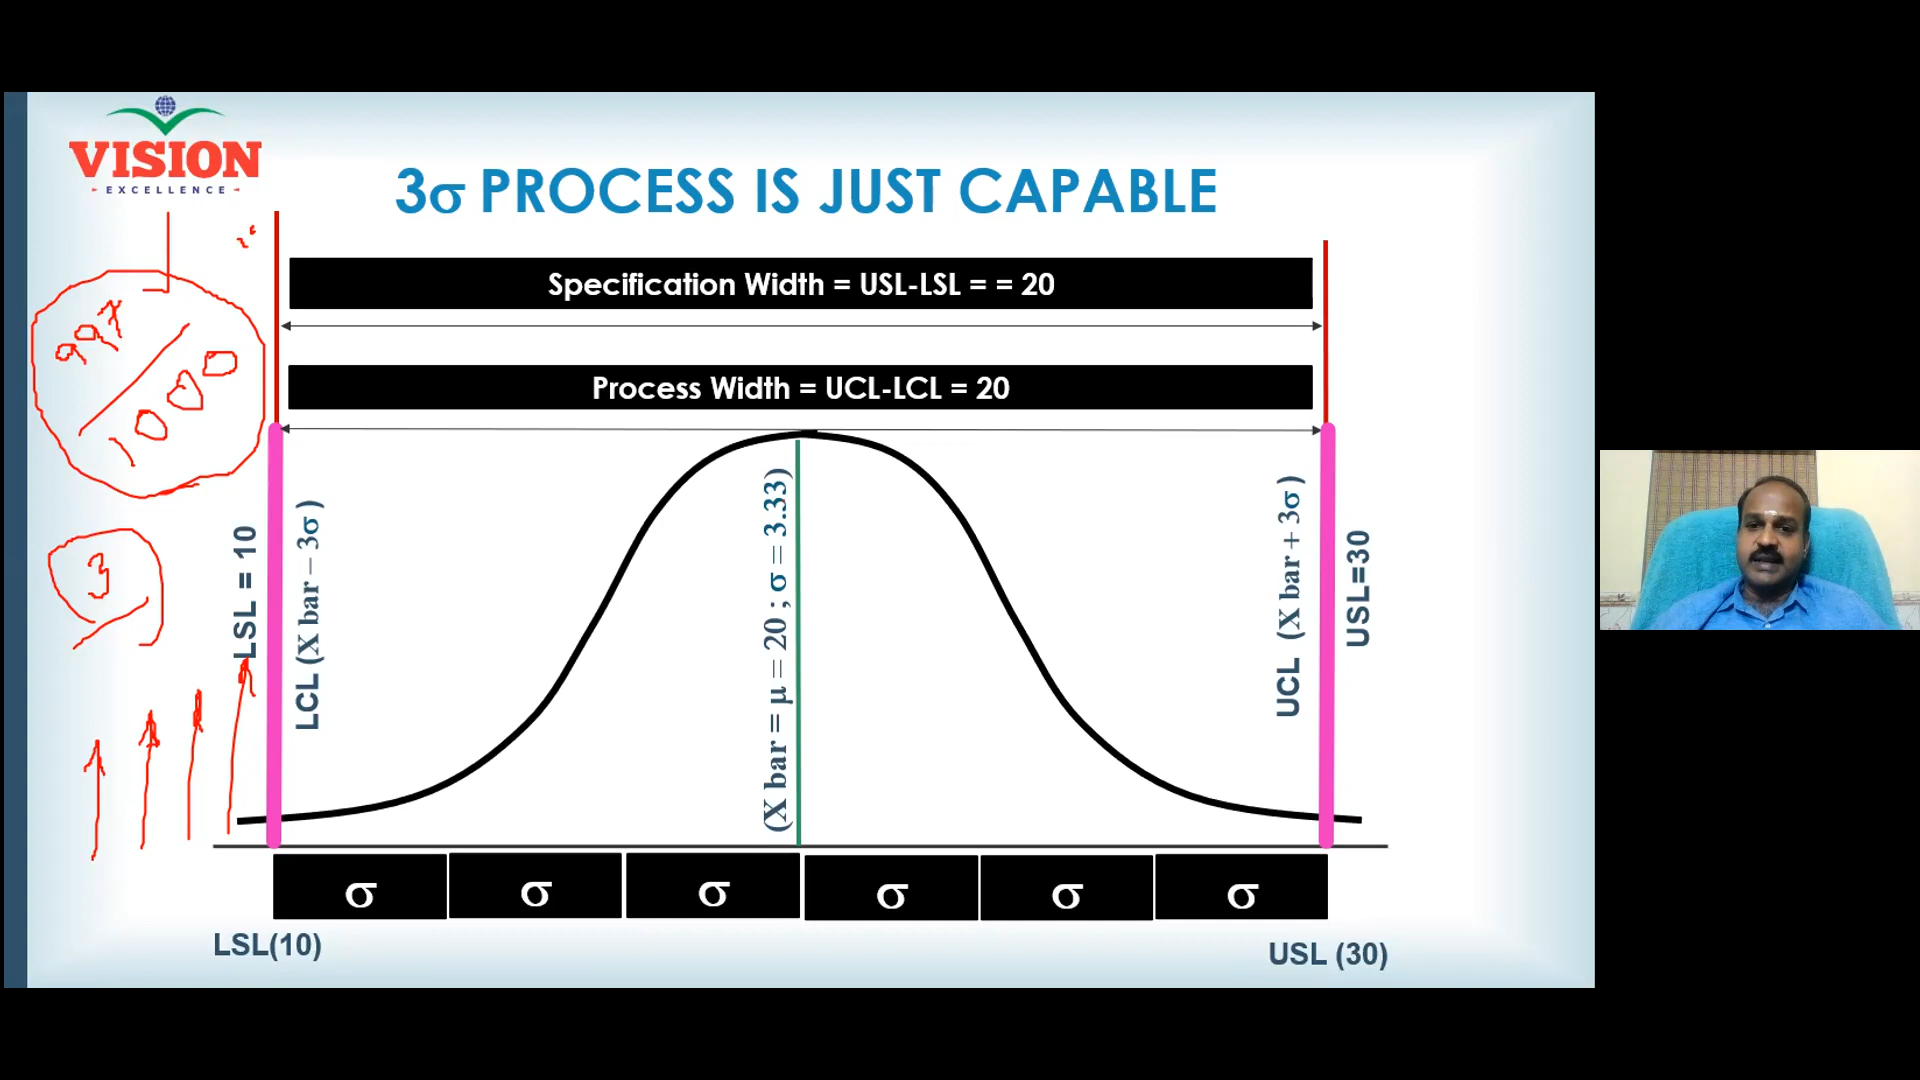 VISION
EXCELLENCE
3σ PROCESS IS JUST CAPABLE
Specification Width = USL-LSL = = 20
Process Width = UCL-LCL = 20
997
1000
3
LSL = 10
LCL (X bar – 3σ )
(X bar = µ = 20 ; σ = 3.33)
UCL (X bar + 3σ )
USL=30
σ σ σ σ σ σ
LSL(10)
USL (30)